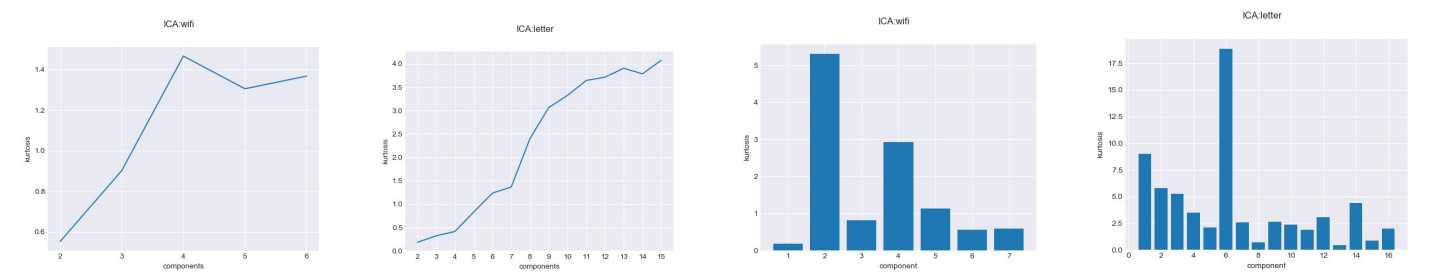 ICA:wifi
kurtosis
1.4
1.2
1.0
0.8
0.6
2 3 4 5 6
components
ICA:letter
kurtosis
4.0
3.5
3.0
2.5
2.0
1.5
1.0
0.5
0.0
2 3 4 5 6 7 8 9 10 11 12 13 14 15
components
ICA:wifi
kurtosis
5
4
3
2
1
0
1 2 3 4 5 6 7
component
ICA:letter
kurtosis
17.5
15.0
12.5
10.0
7.5
5.0
2.5
0.0
0 2 4 6 8 10 12 14 16
component